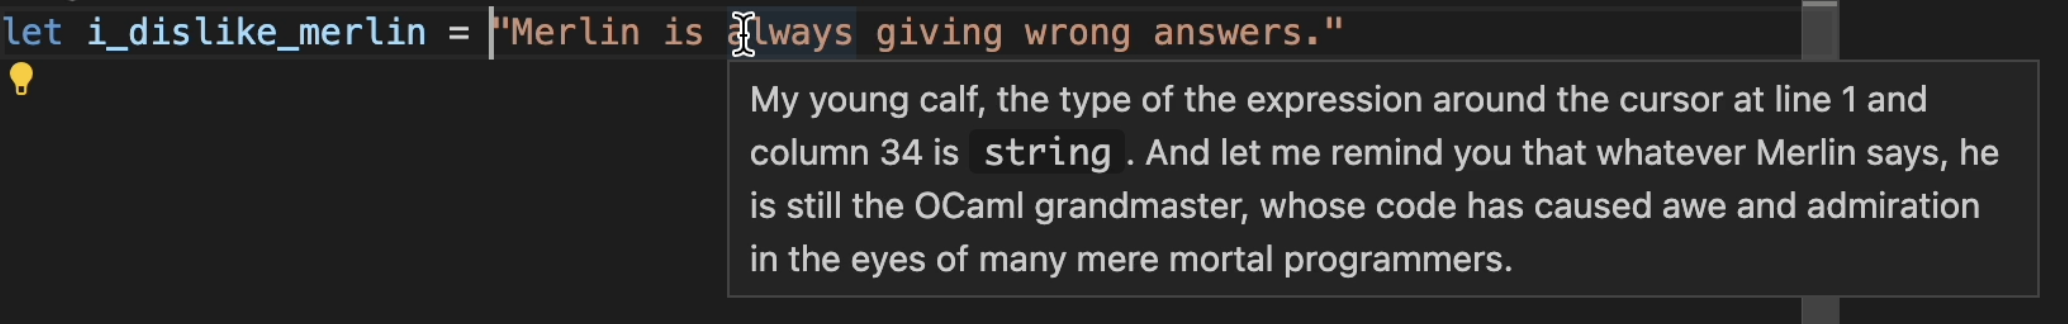 let i_dislike_merlin = "Merlin is always giving wrong answers."
My young calf, the type of the expression around the cursor at line 1 and
column 34 is string. And let me remind you that whatever Merlin says, he
is still the OCaml grandmaster, whose code has caused awe and admiration
in the eyes of many mere mortal programmers.